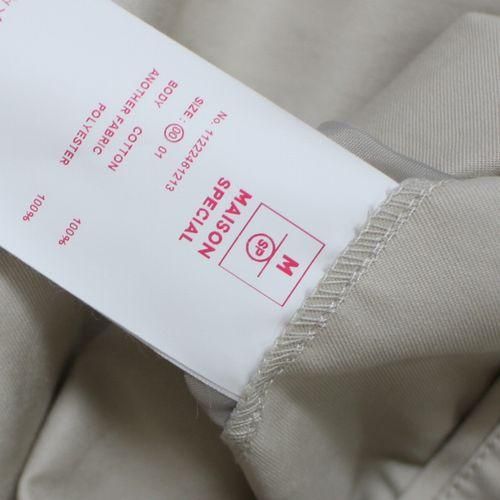 M
SP
MAISON
SPECIAL
No. 11222461213
SIZE : 00 01
BODY
COTTON 100%
ANOTHER FABRIC
POLYESTER 100%